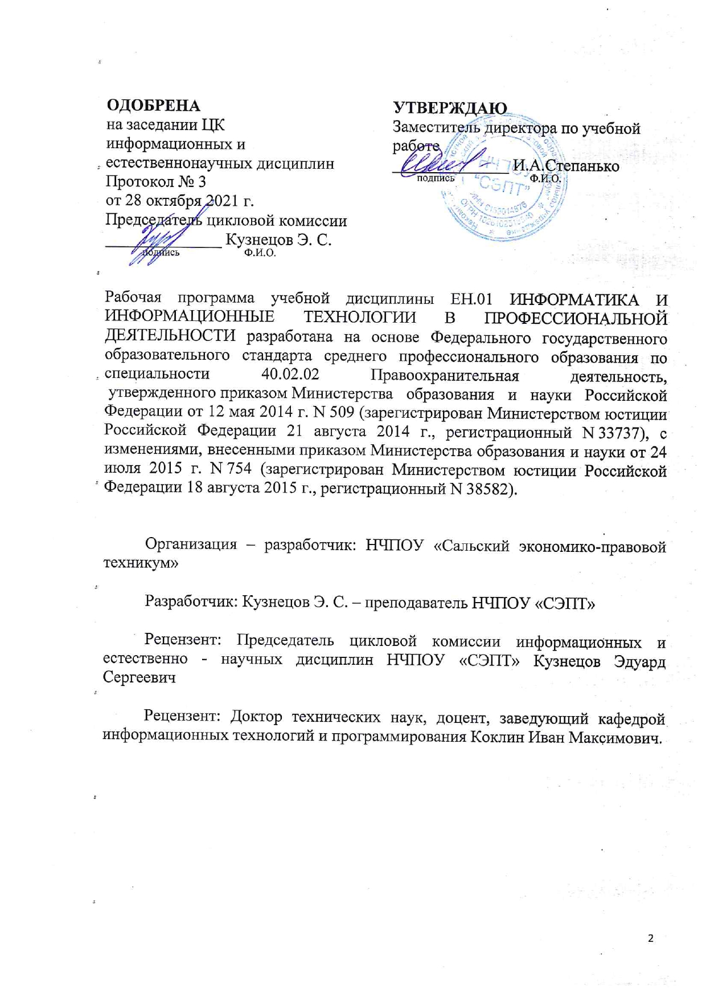 ОДОБРЕНА
на заседании ЦК
информационных и
естественнонаучных дисциплин
Протокол № 3
от 28 октября 2021 г.
Председатель цикловой комиссии
Кузнецов Э. С.
подпись Ф.И.О.
УТВЕРЖДАЮ
Заместитель директора по учебной
работе
И.А.Степанько
подпись Ф.И.О.
НЧПОУ
"СЭПТ"
Рабочая программа учебной дисциплины ЕН.01 ИНФОРМАТИКА И
ИНФОРМАЦИОННЫЕ ТЕХНОЛОГИИ В ПРОФЕССИОНАЛЬНОЙ
ДЕЯТЕЛЬНОСТИ разработана на основе Федерального государственного
образовательного стандарта среднего профессионального образования по
специальности 40.02.02 Правоохранительная деятельность,
утвержденного приказом Министерства образования и науки Российской
Федерации от 12 мая 2014 г. N 509 (зарегистрирован Министерством юстиции
Российской Федерации 21 августа 2014 г., регистрационный N 33737), с
изменениями, внесенными приказом Министерства образования и науки от 24
июля 2015 г. N 754 (зарегистрирован Министерством юстиции Российской
Федерации 18 августа 2015 г., регистрационный N 38582).
Организация – разработчик: НЧПОУ «Сальский экономико-правовой
техникум»
Разработчик: Кузнецов Э. С. – преподаватель НЧПОУ «СЭПТ»
Рецензент: Председатель цикловой комиссии информационных и
естественно - научных дисциплин НЧПОУ «СЭПТ» Кузнецов Эдуард
Сергеевич
Рецензент: Доктор технических наук, доцент, заведующий кафедрой
информационных технологий и программирования Коклин Иван Максимович.
2